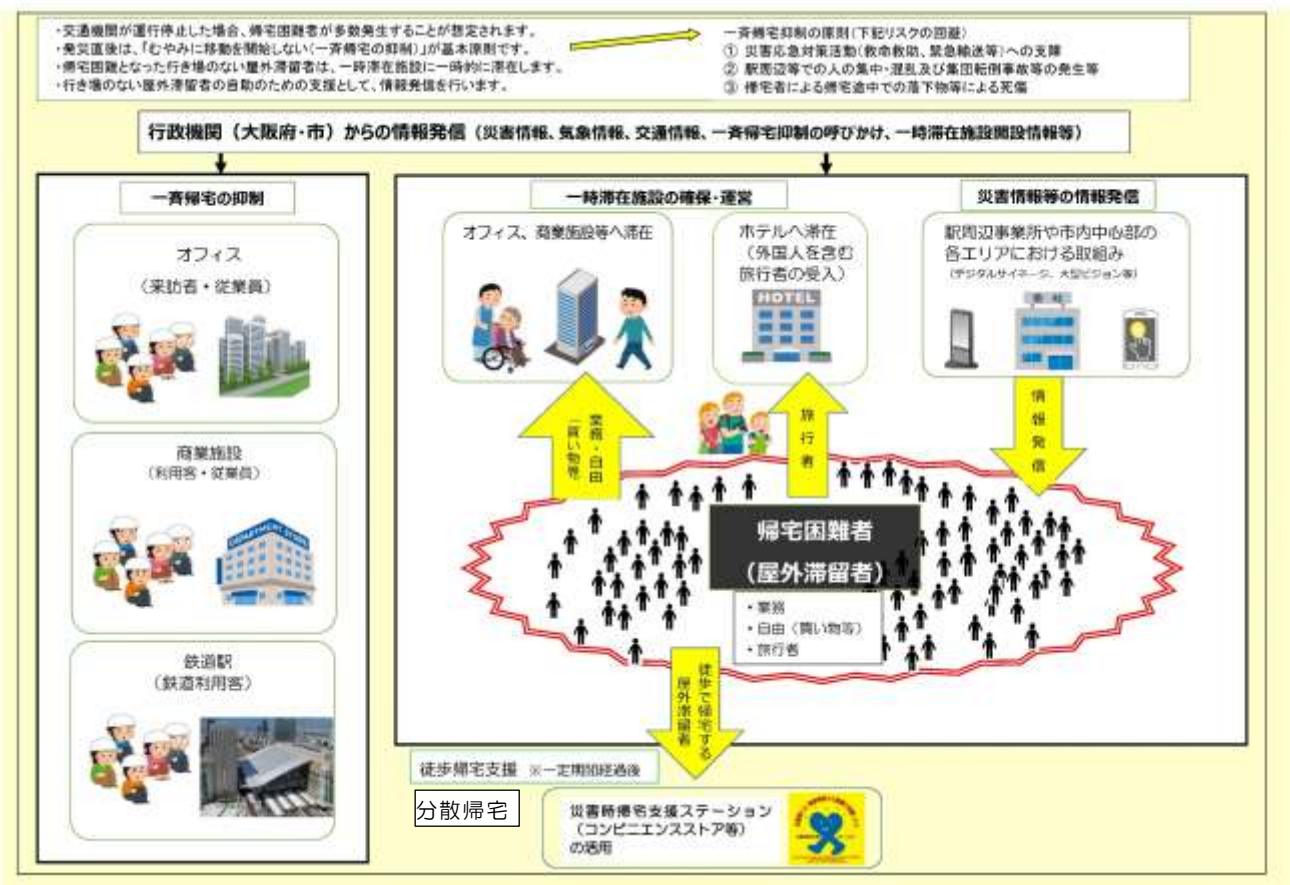 ・交通機関が運行停止した場合、帰宅困難者が多数発生することが想定されます。
・発災直後は、「むやみに移動を開始しない(一斉帰宅の抑制)」が基本原則です。
・帰宅困難となった行き場のない屋外滞留者は、一時滞在施設に一時的に滞在します。
・行き場のない屋外滞留者の自助のための支援として、情報発信を行います。
一斉帰宅抑制の原則(下記リスクの回避)
① 災害応急対策活動(救命救助、緊急輸送等)への支障
② 駅周辺等での人の集中・混乱及び集団転倒事故等の発生等
③ 帰宅者による帰宅途中での落下物等による死傷
行政機関(大阪府・市)からの情報発信(災害情報、気象情報、交通情報、一斉帰宅抑制の呼びかけ、一時滞在施設開設情報等)
一斉帰宅の抑制
オフィス
(来訪者・従業員)
商業施設
(利用客・従業員)
DEPARTMENT STORE
鉄道駅
(鉄道利用客)
一時滞在施設の確保・運営
オフィス、商業施設等へ滞在
ホテルへ滞在
(外国人を含む
旅行者の受入)
HOTEL
災害情報等の情報発信
駅周辺事業所や市内中心部の
各エリアにおける取組み
(デジタルサイネージ、大型ビジョン等)
会社
業務・自由
(買い物等)
旅行者
情報発信
帰宅困難者
(屋外滞留者)
・業務
・自由(買い物等)
・旅行者
徒歩で帰宅する
屋外滞留者
徒歩帰宅支援 ※一定期間経過後
分散帰宅
災害時帰宅支援ステーション
(コンビニエンスストア等)
の活用